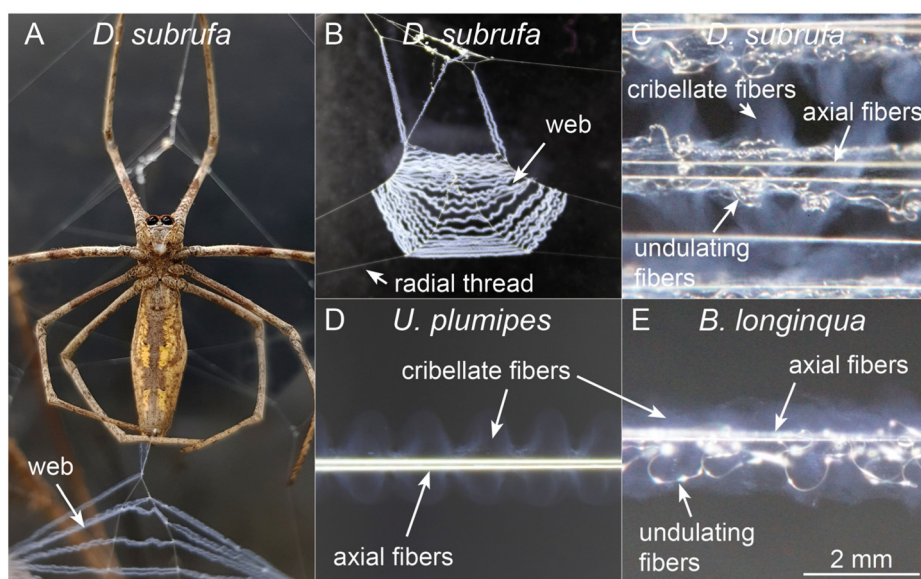 A D. subrufa
web
B D. subrufa
web
radial thread
C D. subrufa
cribellate fibers
axial fibers
undulating
fibers
D U. plumipes
cribellate fibers
axial fibers
E B. longinqua
axial fibers
undulating
fibers
2 mm